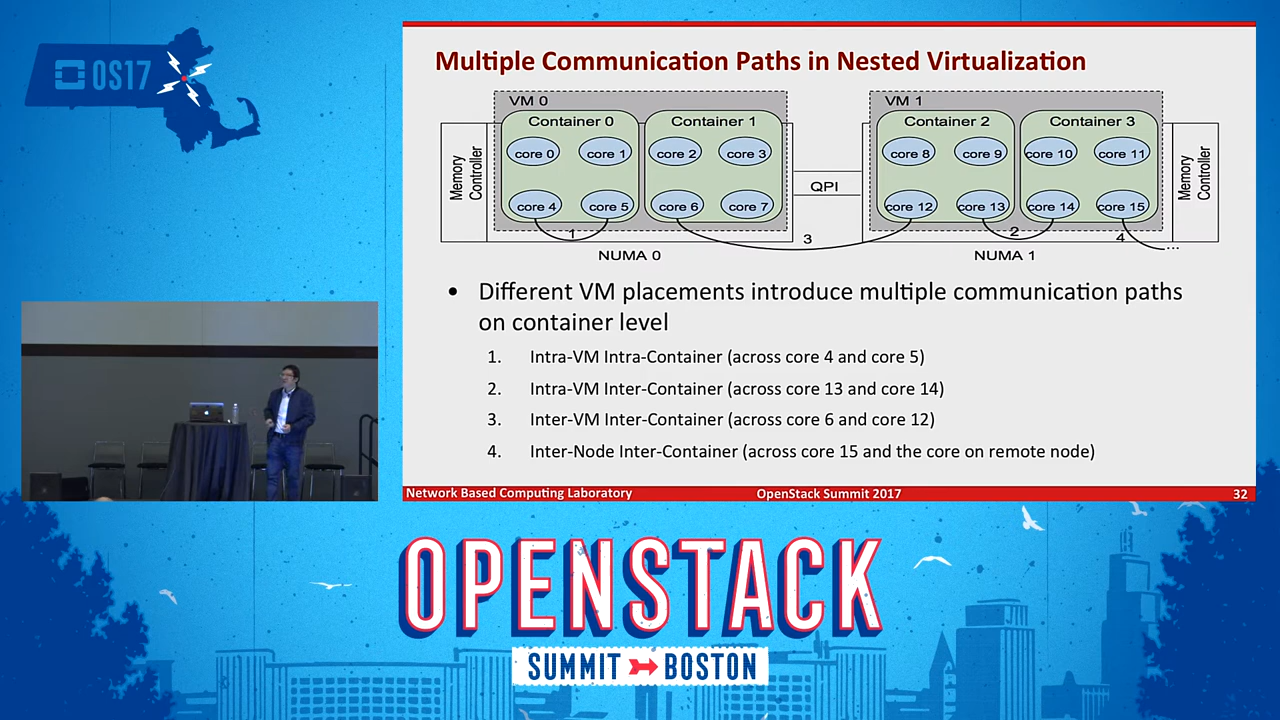 OS17
Multiple Communication Paths in Nested Virtualization
VM 0
VM 1
Container 0
Container 1
Container 2
Container 3
core 0
core 1
core 2
core 3
core 8
core 9
core 10
core 11
Memory
Controller
QPI
Memory
Controller
core 4
core 5
core 6
core 7
core 12
core 13
core 14
core 15
1
3
2
4
...
NUMA 0
NUMA 1
• Different VM placements introduce multiple communication paths
on container level
1. Intra-VM Intra-Container (across core 4 and core 5)
2. Intra-VM Inter-Container (across core 13 and core 14)
3. Inter-VM Inter-Container (across core 6 and core 12)
4. Inter-Node Inter-Container (across core 15 and the core on remote node)
Network Based Computing Laboratory
OpenStack Summit 2017
32
OPENSTACK
SUMMIT BOSTON